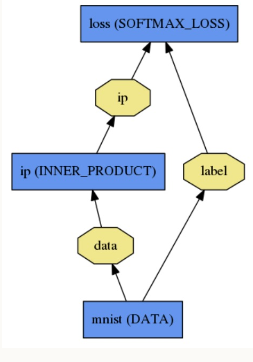 loss (SOFTMAX_LOSS)
ip
ip (INNER_PRODUCT)
label
data
mnist (DATA)